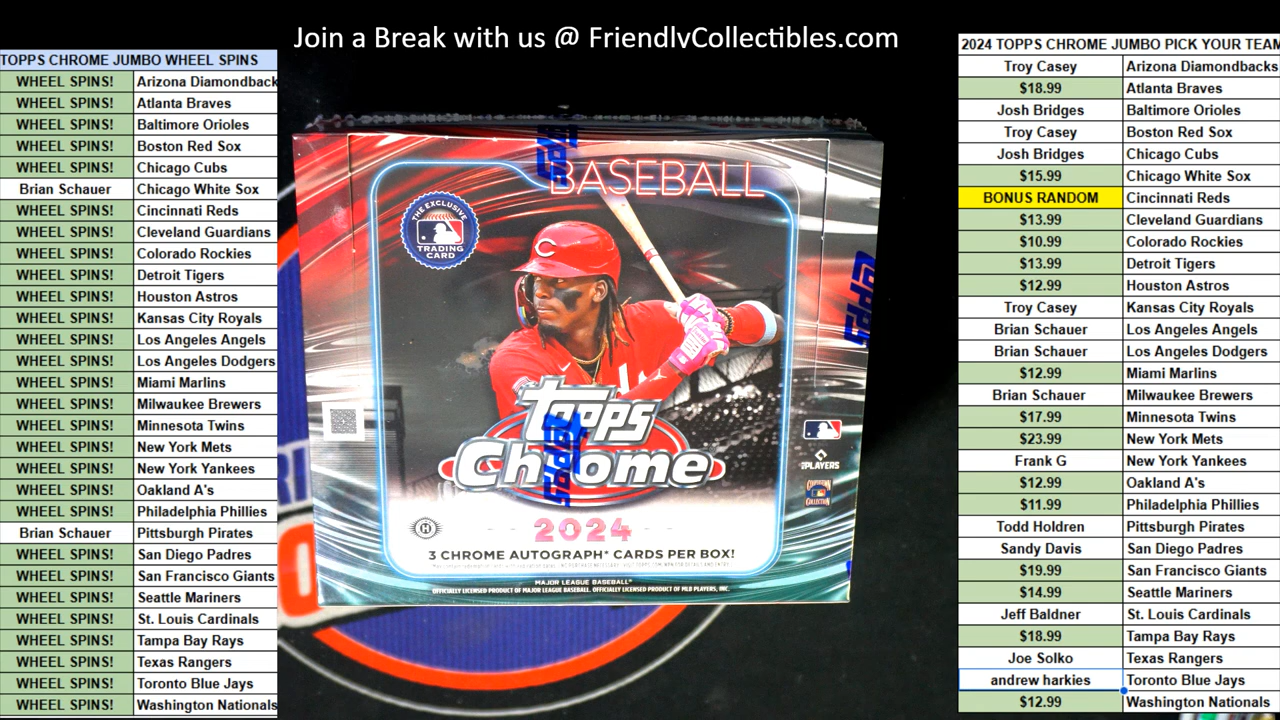 Join a Break with us @ FriendlyCollectibles.com
TOPPS CHROME JUMBO WHEEL SPINS
WHEEL SPINS! Arizona Diamondback
WHEEL SPINS! Atlanta Braves
WHEEL SPINS! Baltimore Orioles
WHEEL SPINS! Boston Red Sox
WHEEL SPINS! Chicago Cubs
Brian Schauer Chicago White Sox
WHEEL SPINS! Cincinnati Reds
WHEEL SPINS! Cleveland Guardians
WHEEL SPINS! Colorado Rockies
WHEEL SPINS! Detroit Tigers
WHEEL SPINS! Houston Astros
WHEEL SPINS! Kansas City Royals
WHEEL SPINS! Los Angeles Angels
WHEEL SPINS! Los Angeles Dodgers
WHEEL SPINS! Miami Marlins
WHEEL SPINS! Milwaukee Brewers
WHEEL SPINS! Minnesota Twins
WHEEL SPINS! New York Mets
WHEEL SPINS! New York Yankees
WHEEL SPINS! Oakland A's
WHEEL SPINS! Philadelphia Phillies
Brian Schauer Pittsburgh Pirates
WHEEL SPINS! San Diego Padres
WHEEL SPINS! San Francisco Giants
WHEEL SPINS! Seattle Mariners
WHEEL SPINS! St. Louis Cardinals
WHEEL SPINS! Tampa Bay Rays
WHEEL SPINS! Texas Rangers
WHEEL SPINS! Toronto Blue Jays
WHEEL SPINS! Washington Nationals
BASEBALL
THE EXCLUSIVE
TRADING
CARD
C
Topps
Topps
Topps
Topps
Chrome
PLAYERS
2024
3 CHROME AUTOGRAPH* CARDS PER BOX!
MAJOR LEAGUE BASEBALL®
OFFICIALLY LICENSED PRODUCT OF MAJOR LEAGUE BASEBALL. OFFICIALLY LICENSED PRODUCT OF MLB PLAYERS, INC.
2024 TOPPS CHROME JUMBO PICK YOUR TEAM
Troy Casey Arizona Diamondbacks
$18.99 Atlanta Braves
Josh Bridges Baltimore Orioles
Troy Casey Boston Red Sox
Josh Bridges Chicago Cubs
$15.99 Chicago White Sox
BONUS RANDOM Cincinnati Reds
$13.99 Cleveland Guardians
$10.99 Colorado Rockies
$13.99 Detroit Tigers
$12.99 Houston Astros
Troy Casey Kansas City Royals
Brian Schauer Los Angeles Angels
Brian Schauer Los Angeles Dodgers
$12.99 Miami Marlins
Brian Schauer Milwaukee Brewers
$17.99 Minnesota Twins
$23.99 New York Mets
Frank G New York Yankees
$12.99 Oakland A's
$11.99 Philadelphia Phillies
Todd Holdren Pittsburgh Pirates
Sandy Davis San Diego Padres
$19.99 San Francisco Giants
$14.99 Seattle Mariners
Jeff Baldner St. Louis Cardinals
$18.99 Tampa Bay Rays
Joe Solko Texas Rangers
andrew harkies Toronto Blue Jays
$12.99 Washington Nationals